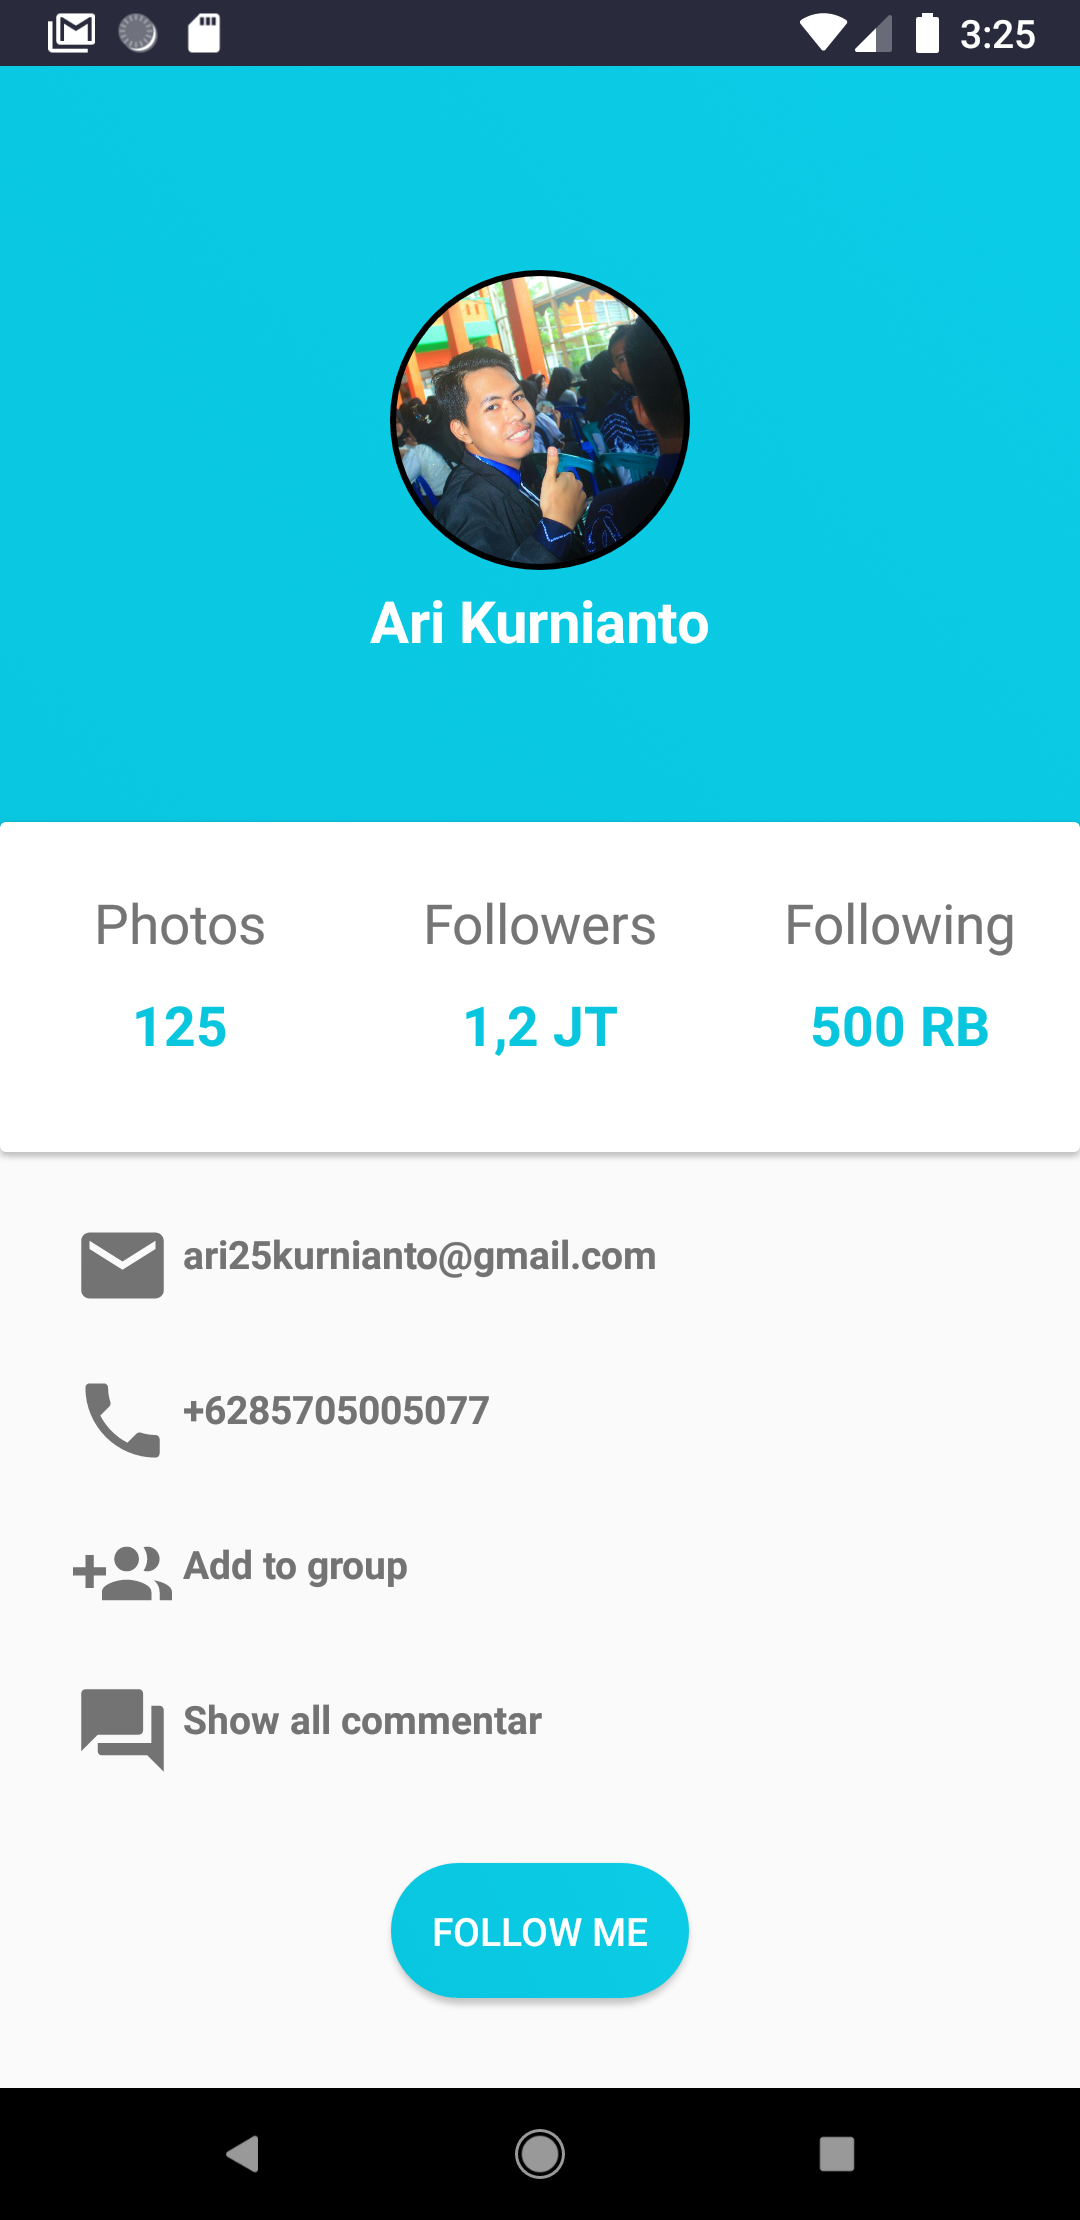 3:25
Ari Kurnianto
Photos Followers Following
125 1,2 JT 500 RB
ari25kurnianto@gmail.com
+6285705005077
Add to group
Show all commentar
FOLLOW ME